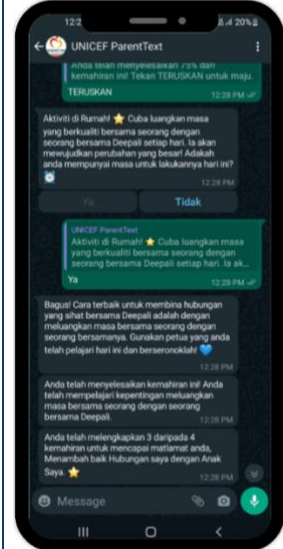 20%
UNICEF ParentText
Anda telah menyelesaikan 75% dari
kemahiran ini! Tekan TERUSKAN untuk maju.
TERUSKAN
12:28 PM
Aktiviti di Rumah! ⭐ Cuba luangkan masa
yang berkualiti bersama seorang dengan
seorang bersama Deepali setiap hari. Ia akan
mewujudkan perubahan yang besar! Adakah
anda mempunyai masa untuk lakukannya hari ini?
⏰
12:28 PM
Ya
Tidak
UNICEF ParentText
Aktiviti di Rumah! ⭐ Cuba luangkan masa
yang berkualiti bersama seorang dengan
seorang bersama Deepali setiap hari. Ia ak...
Ya
12:28 PM
Bagus! Cara terbaik untuk membina hubungan
yang sihat bersama Deepali adalah dengan
meluangkan masa bersama seorang dengan
seorang bersamanya. Gunakan petua yang anda
telah pelajari hari ini dan berseronoklah! 💙
12:28 PM
Anda telah menyelesaikan kemahiran ini! Anda
telah mempelajari kepentingan meluangkan
masa bersama seorang dengan seorang
bersama Deepali.
12:28 PM
Anda telah melengkapkan 3 daripada 4
kemahiran untuk mencapai matlamat anda,
Menambah baik Hubungan saya dengan Anak
Saya. ⭐
12:28 PM
Message